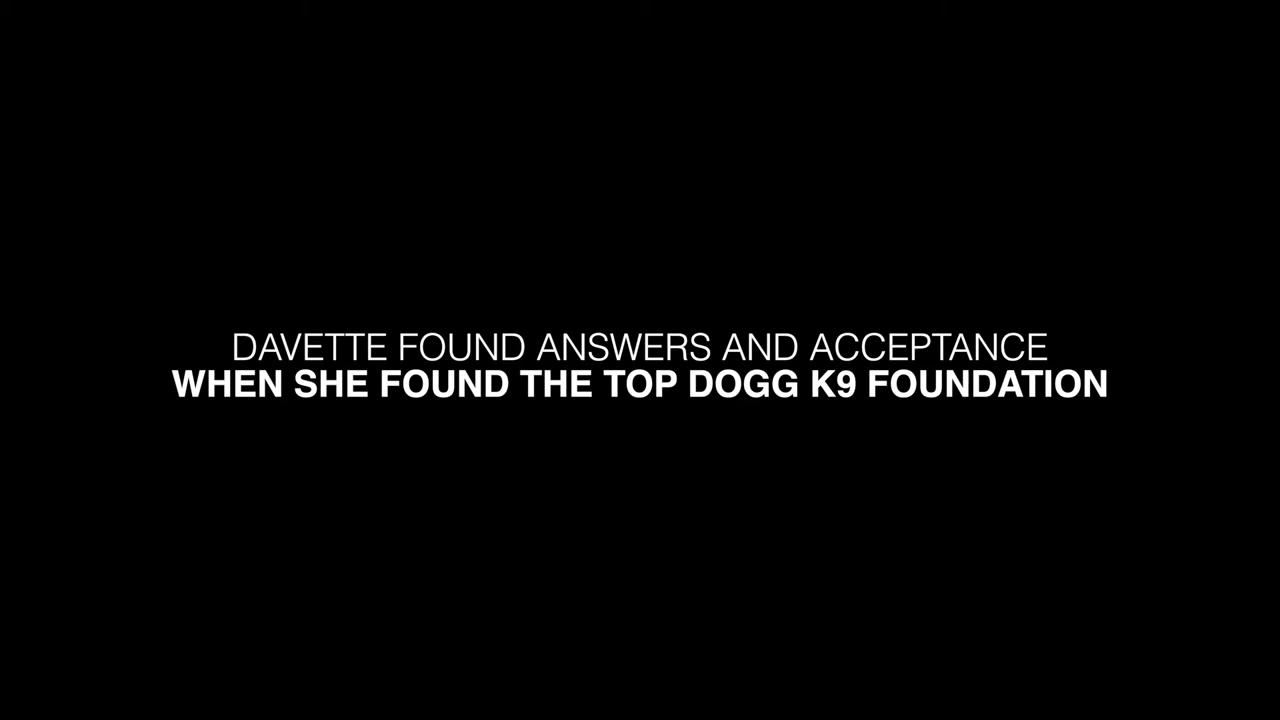 DAVETTE FOUND ANSWERS AND ACCEPTANCE
WHEN SHE FOUND THE TOP DOGG K9 FOUNDATION